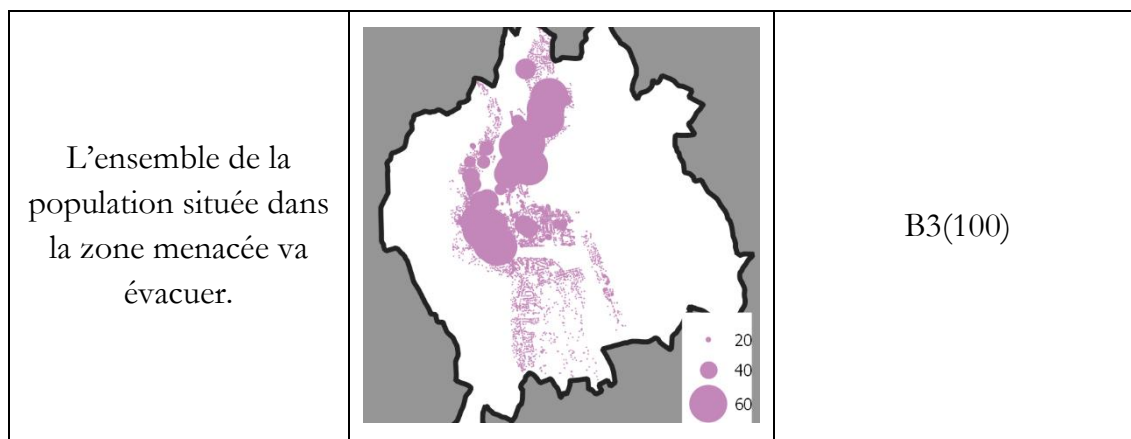 L’ensemble de la
population située dans
la zone menacée va
évacuer.
20
40
60
B3(100)